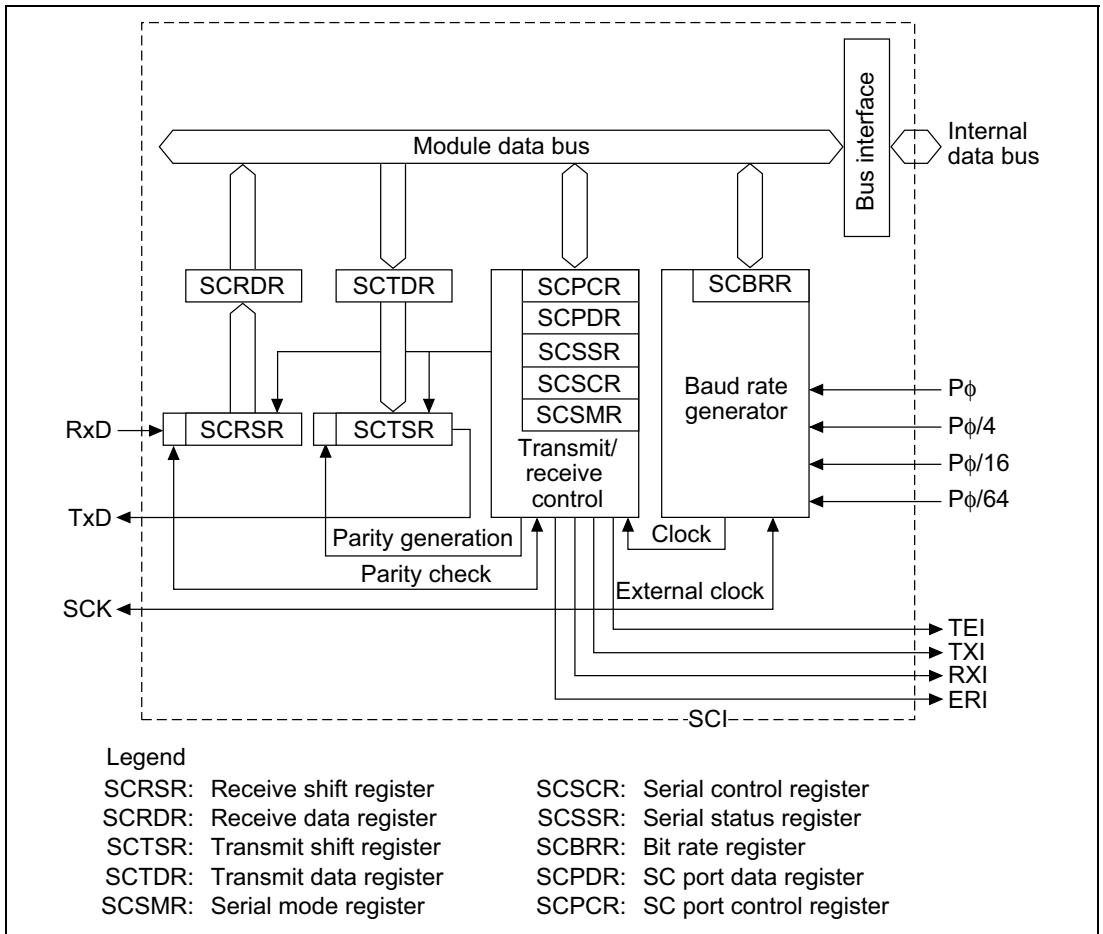 Bus interface
Internal
data bus
Module data bus
SCRDR
SCTDR
SCPCR
SCPDR
SCSSR
SCSCR
SCSMR
Transmit/
receive
control
SCBRR
Baud rate
generator
Pϕ
Pϕ/4
Pϕ/16
Pϕ/64
RxD
SCRSR
SCTSR
TxD
Parity generation
Parity check
Clock
External clock
SCK
TEI
TXI
RXI
ERI
SCI
Legend
SCRSR: Receive shift register
SCRDR: Receive data register
SCTSR: Transmit shift register
SCTDR: Transmit data register
SCSMR: Serial mode register
SCSCR: Serial control register
SCSSR: Serial status register
SCBRR: Bit rate register
SCPDR: SC port data register
SCPCR: SC port control register